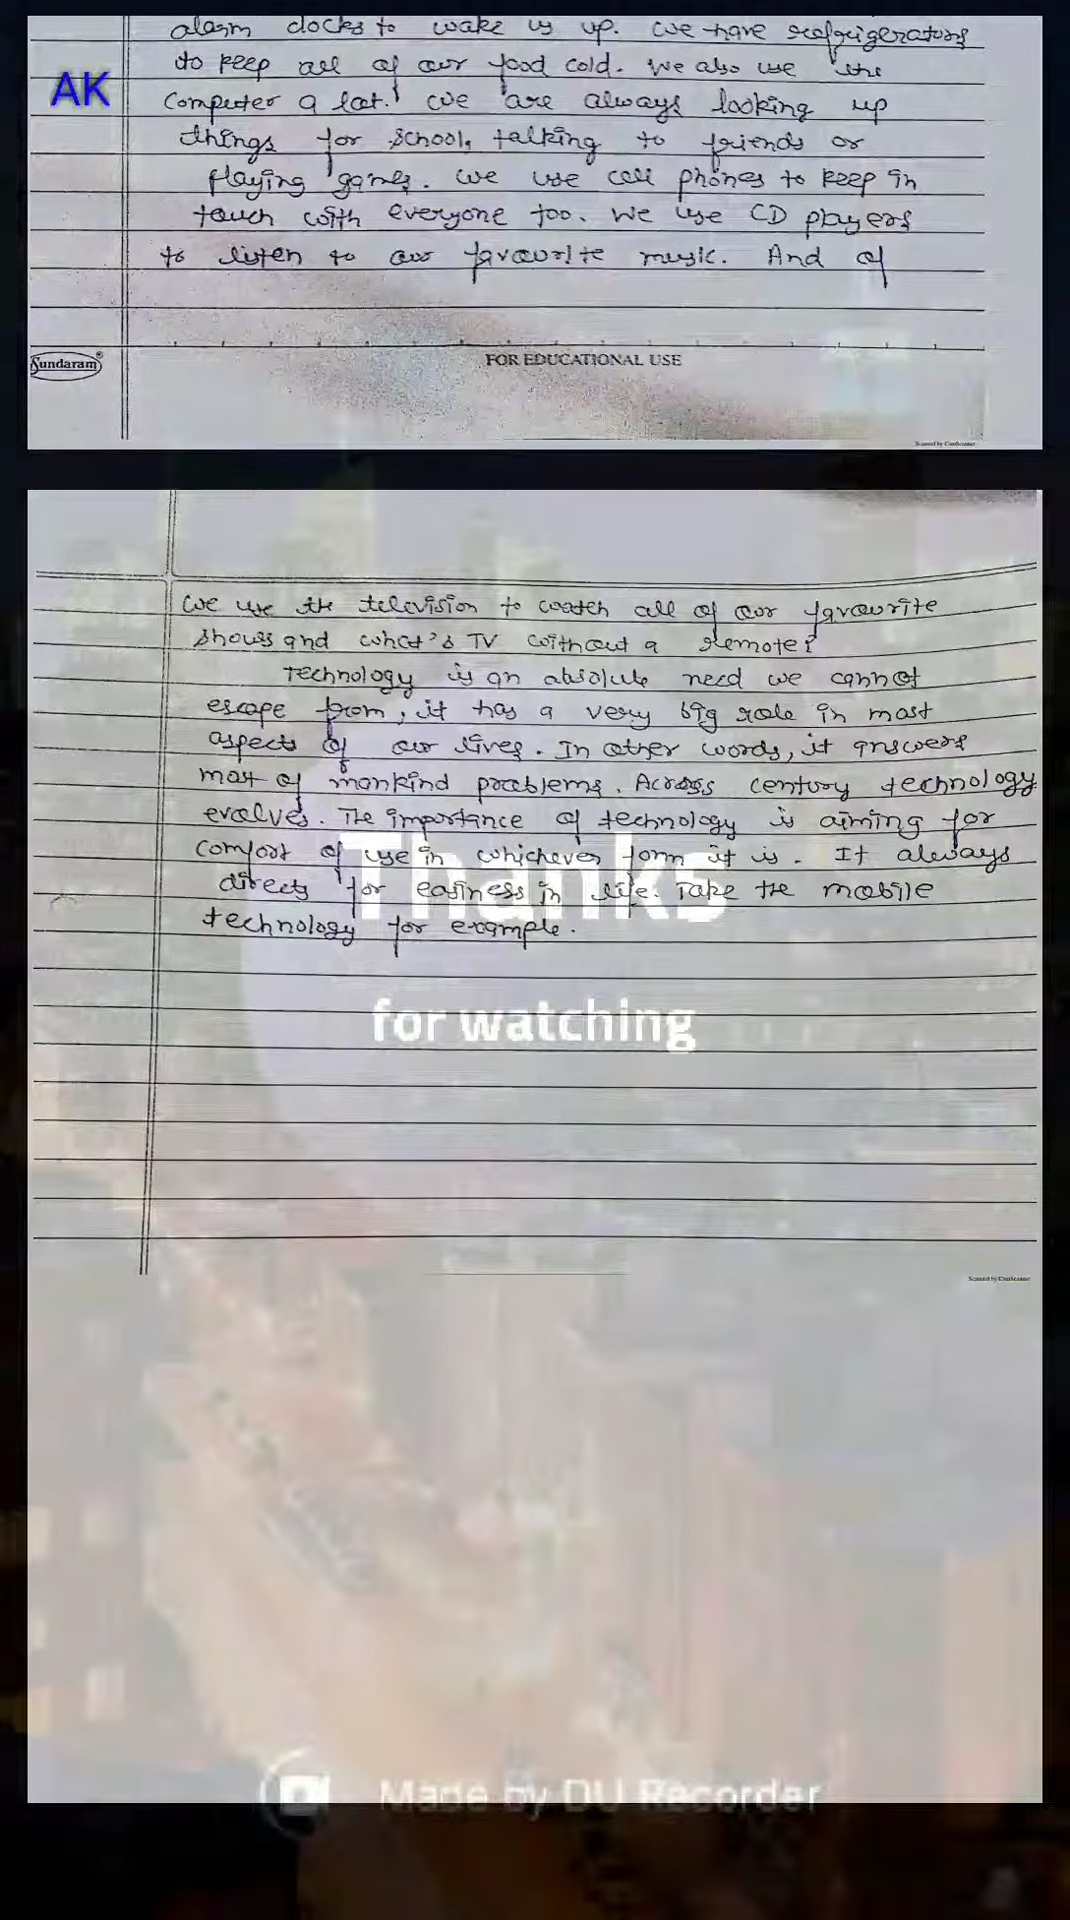 alarm clocks to wake us up. We have refrigerators
to keep all of our food cold. We also use the
AK
computer a lot. We are always looking up
things for school, talking to friends or
playing games. We use cell phones to keep in
touch with everyone too. We use CD players
to listen to our favourite music. And of
Sundaram®
FOR EDUCATIONAL USE
Scanned by CamScanner
We use the television to watch all of our favourite
shows and what's TV without a remote?
Technology is an absolute need we cannot
escape from, it has a very big role in most
aspects of our lives. In other words, it answers
most of mankind problems. Across century technology
evolves. The importance of technology is aiming for
comfort of use in whichever form it is. It always
directs for easiness in life. Take the mobile
technology for example.
Thanks
for watching
Scanned by CamScanner
Made by DU Recorder